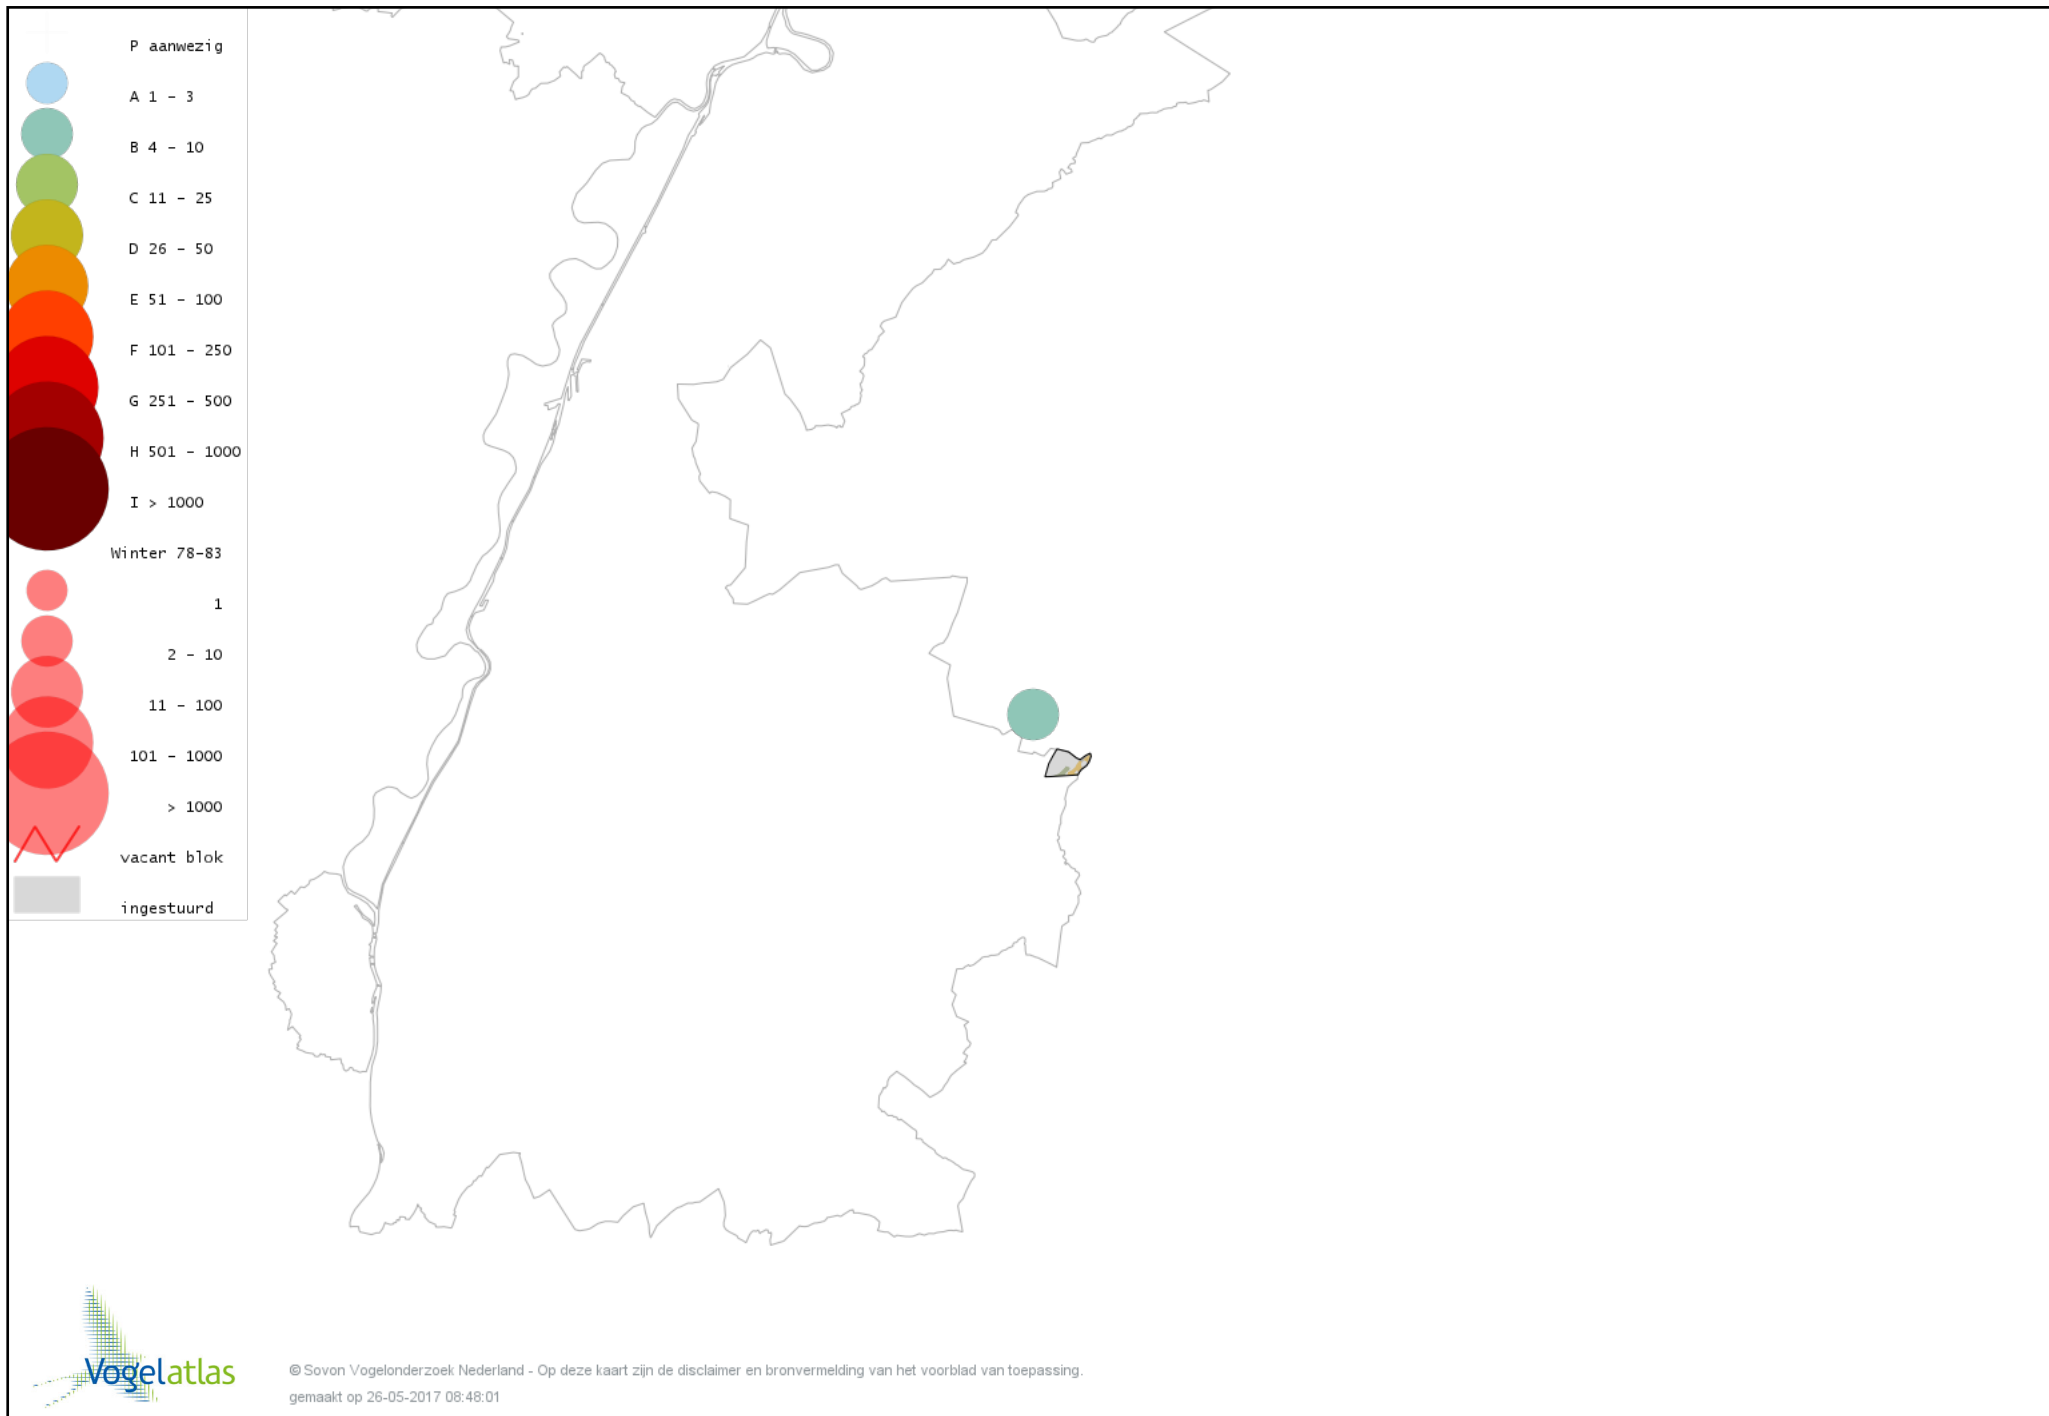 P aanwezig
A 1 – 3
B 4 – 10
C 11 – 25
D 26 – 50
E 51 – 100
F 101 – 250
G 251 – 500
H 501 – 1000
I > 1000
Winter 78–83
1
2 – 10
11 – 100
101 – 1000
> 1000
vacant blok
ingestuurd
Vogelatlas
© Sovon Vogelonderzoek Nederland - Op deze kaart zijn de disclaimer en bronvermelding van het voorblad van toepassing.
gemaakt op 26-05-2017 08:48:01